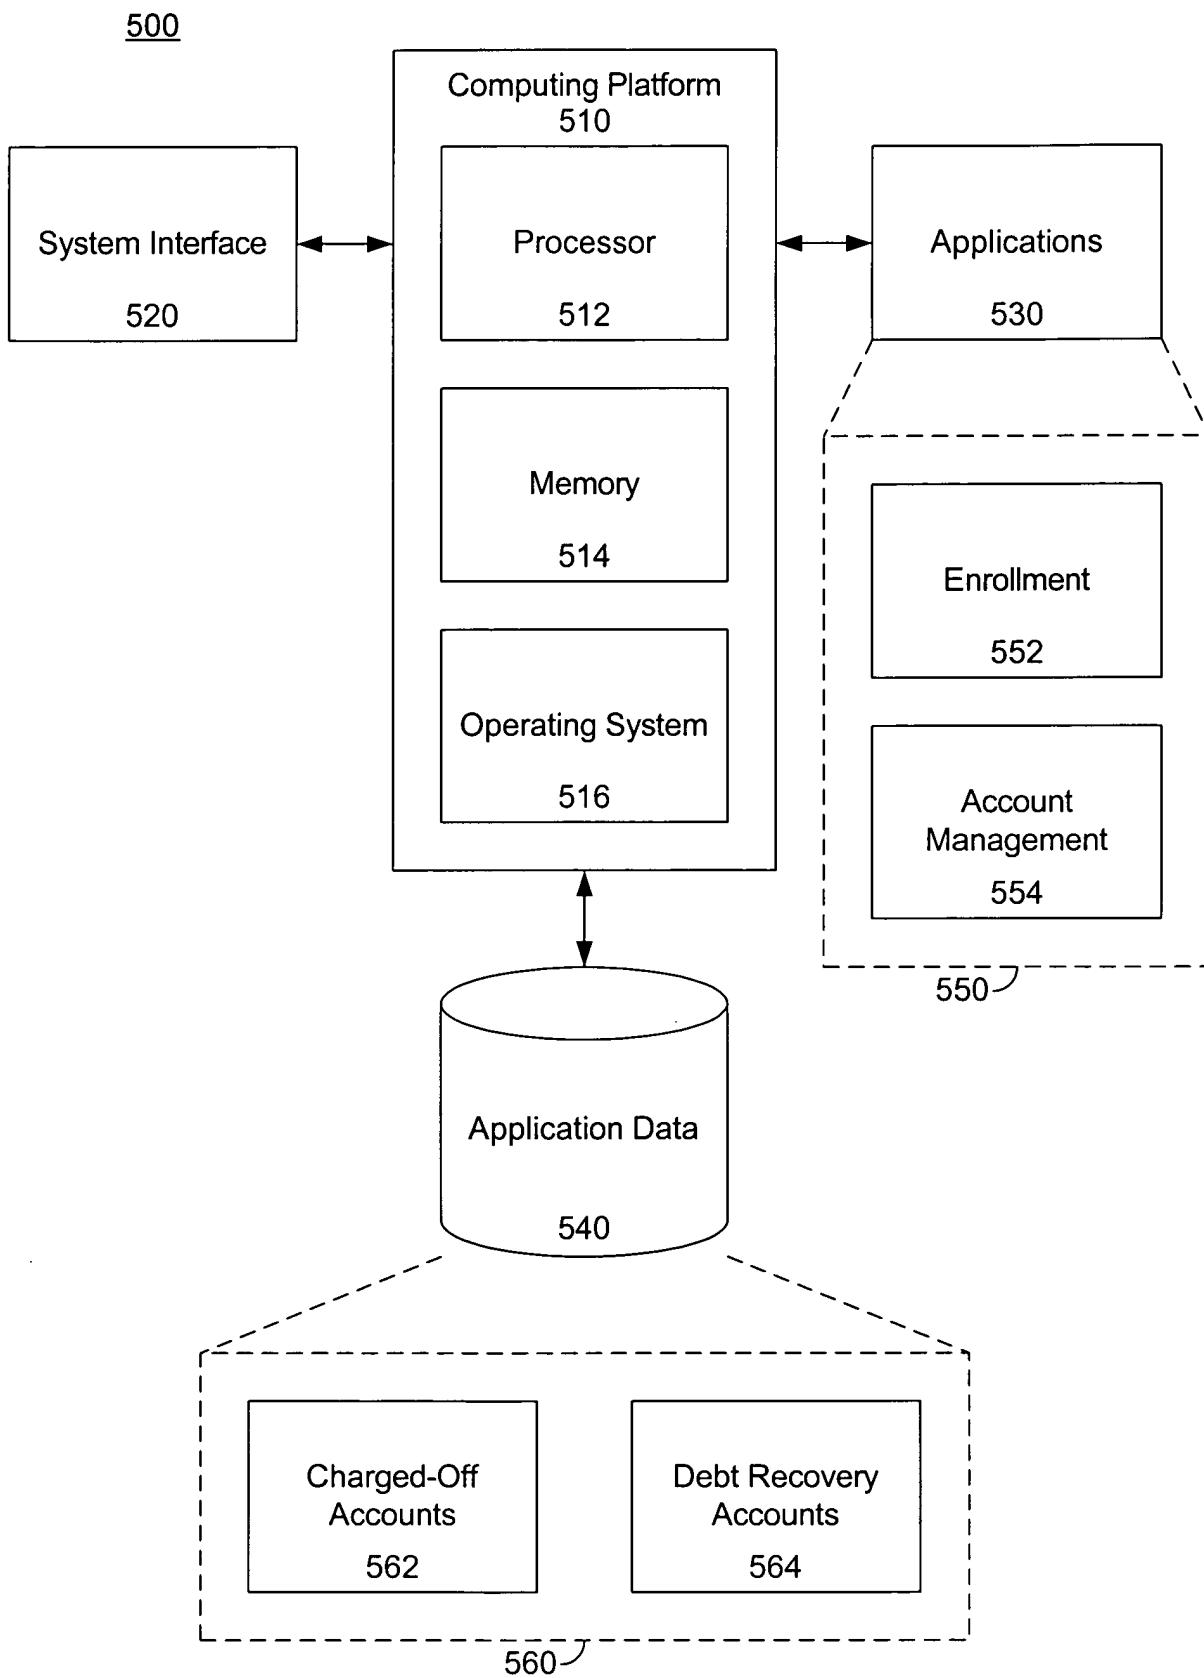 500
Computing Platform
510
System Interface
520
Processor
512
Applications
530
Memory
514
Enrollment
552
Operating System
516
Account
Management
554
550
Application Data
540
Charged-Off
Accounts
562
Debt Recovery
Accounts
564
560